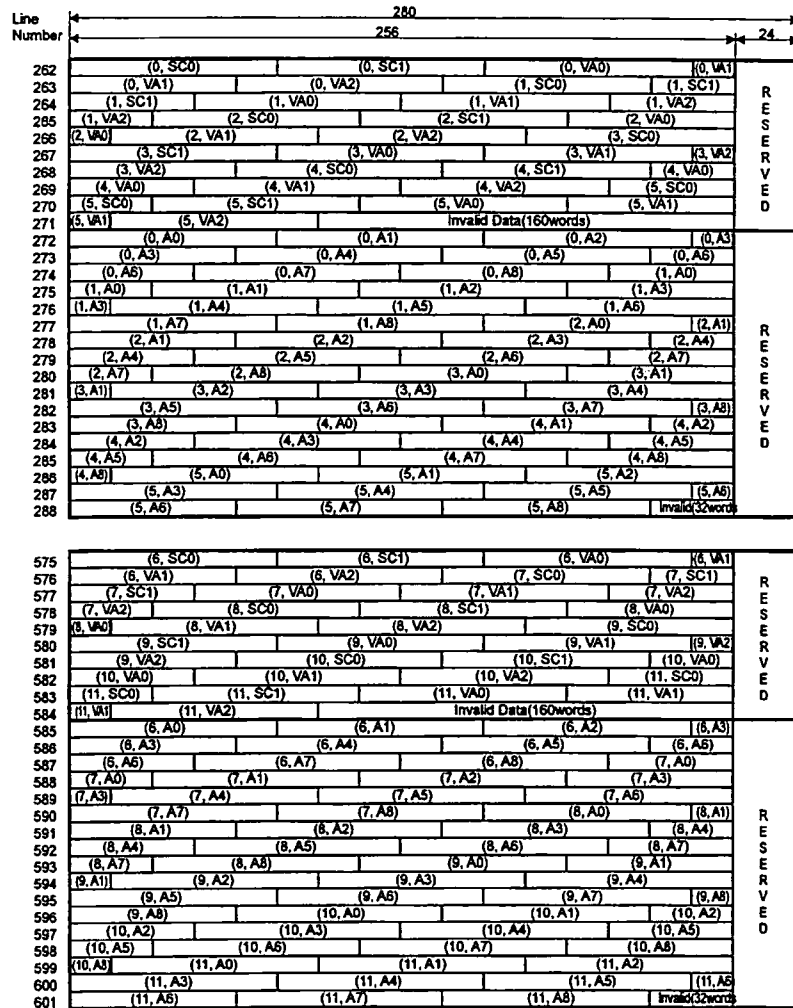 280
Line
Number 256 24
262 (0, SC0) (0, SC1) (0, VA0) (0, VA1)
263 (0, VA1) (0, VA2) (1, SC0) (1, SC1)
264 (1, SC1) (1, VA0) (1, VA1) (1, VA2)
265 (1, VA2) (2, SC0) (2, SC1) (2, VA0)
266 (2, VA0) (2, VA1) (2, VA2) (3, SC0)
267 (3, SC1) (3, VA0) (3, VA1) (3, VA2)
268 (3, VA2) (4, SC0) (4, SC1) (4, VA0)
269 (4, VA0) (4, VA1) (4, VA2) (5, SC0)
270 (5, SC0) (5, SC1) (5, VA0) (5, VA1)
271 (5, VA1) (5, VA2) Invalid Data(160words)
RESERVED
272 (0, A0) (0, A1) (0, A2) (0, A3)
273 (0, A3) (0, A4) (0, A5) (0, A6)
274 (0, A6) (0, A7) (0, A8) (1, A0)
275 (1, A0) (1, A1) (1, A2) (1, A3)
276 (1, A3) (1, A4) (1, A5) (1, A6)
277 (1, A7) (1, A8) (2, A0) (2, A1)
278 (2, A1) (2, A2) (2, A3) (2, A4)
279 (2, A4) (2, A5) (2, A6) (2, A7)
280 (2, A7) (2, A8) (3, A0) (3, A1)
281 (3, A1) (3, A2) (3, A3) (3, A4)
282 (3, A5) (3, A6) (3, A7) (3, A8)
283 (3, A8) (4, A0) (4, A1) (4, A2)
284 (4, A2) (4, A3) (4, A4) (4, A5)
285 (4, A5) (4, A6) (4, A7) (4, A8)
286 (4, A8) (5, A0) (5, A1) (5, A2)
287 (5, A3) (5, A4) (5, A5) (5, A6)
288 (5, A6) (5, A7) (5, A8) Invalid(32words
RESERVED
575 (6, SC0) (6, SC1) (6, VA0) (6, VA1)
576 (6, VA1) (6, VA2) (7, SC0) (7, SC1)
577 (7, SC1) (7, VA0) (7, VA1) (7, VA2)
578 (7, VA2) (8, SC0) (8, SC1) (8, VA0)
579 (8, VA0) (8, VA1) (8, VA2) (9, SC0)
580 (9, SC1) (9, VA0) (9, VA1) (9, VA2)
581 (9, VA2) (10, SC0) (10, SC1) (10, VA0)
582 (10, VA0) (10, VA1) (10, VA2) (11, SC0)
583 (11, SC0) (11, SC1) (11, VA0) (11, VA1)
584 (11, VA1 (11, VA2) Invalid Data(160words)
RESERVED
585 (6, A0) (6, A1) (6, A2) (6, A3)
586 (6, A3) (6, A4) (6, A5) (6, A6)
587 (6, A6) (6, A7) (6, A8) (7, A0)
588 (7, A0) (7, A1) (7, A2) (7, A3)
589 (7, A3) (7, A4) (7, A5) (7, A6)
590 (7, A7) (7, A8) (8, A0) (8, A1)
591 (8, A1) (8, A2) (8, A3) (8, A4)
592 (8, A4) (8, A5) (8, A6) (8, A7)
593 (8, A7) (8, A8) (9, A0) (9, A1)
594 (9, A1) (9, A2) (9, A3) (9, A4)
595 (9, A5) (9, A6) (9, A7) (9, A8)
596 (9, A8) (10, A0) (10, A1) (10, A2)
597 (10, A2) (10, A3) (10, A4) (10, A5)
598 (10, A5) (10, A6) (10, A7) (10, A8)
599 (10, A8) (11, A0) (11, A1) (11, A2)
600 (11, A3) (11, A4) (11, A5) (11, A6
601 (11, A6) (11, A7) (11, A8) Invalid(32words
RESERVED